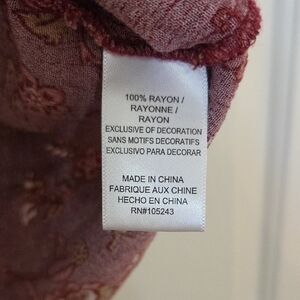 100% RAYON /
RAYONNE /
RAYON
EXCLUSIVE OF DECORATION
SANS MOTIFS DECORATIFS
EXCLUSIVO PARA DECORAR
MADE IN CHINA
FABRIQUE AUX CHINE
HECHO EN CHINA
RN#105243